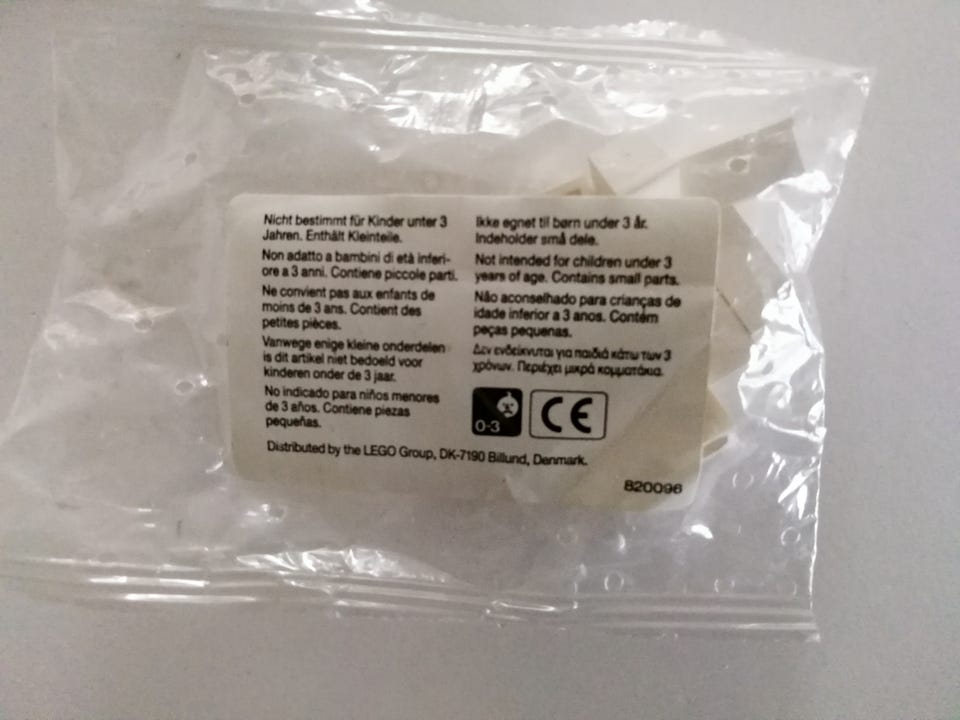 Nicht bestimmt für Kinder unter 3
Jahren. Enthält Kleinteile.
Non adatto a bambini di età inferi-
ore a 3 anni. Contiene piccole parti.
Ne convient pas aux enfants de
moins de 3 ans. Contient des
petites pièces.
Vanwege enige kleine onderdelen
is dit artikel niet bedoeld voor
kinderen onder de 3 jaar.
No indicado para niños menores
de 3 años. Contiene piezas
pequeñas.
Ikke egnet til børn under 3 år.
Indeholder små dele.
Not intended for children under 3
years of age. Contains small parts.
Não aconselhado para crianças de
idade inferior a 3 anos. Contém
peças pequenas.
Δεν ενδείκνυται για παιδιά κάτω των 3
χρόνων. Περιέχει μικρά κομματάκια.
0-3
CE
Distributed by the LEGO Group, DK-7190 Billund, Denmark.
820096